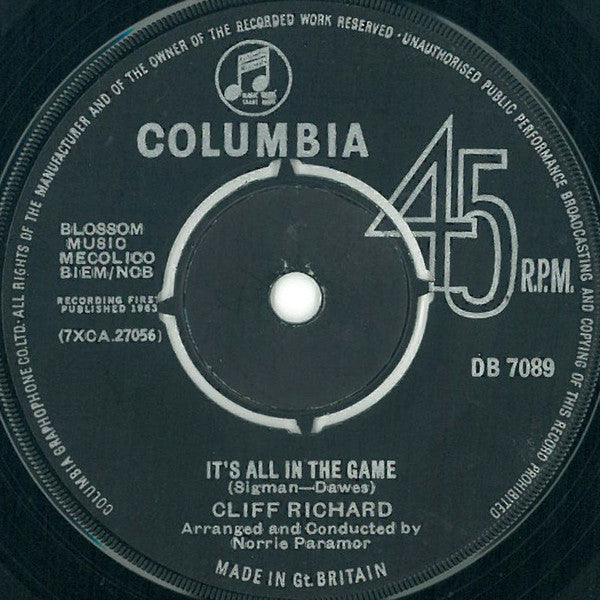 COLUMBIA GRAPHOPHONE CO.LTD·ALL RIGHTS OF THE MANUFACTURER AND OF THE OWNER OF THE RECORDED WORK RESERVED·UNAUTHORISED PUBLIC PERFORMANCE BROADCASTING AND COPYING OF THIS RECORD PROHIBITED
COLUMBIA
45
R.P.M.
BLOSSOM
MUSIC
MECOLICO
BIEM/NCB
RECORDING FIRST
PUBLISHED 1963
(7XCA.27056)
DB 7089
IT'S ALL IN THE GAME
(Sigman—Dawes)
CLIFF RICHARD
Arranged and Conducted by
Norrie Paramor
MADE IN Gt. BRITAIN